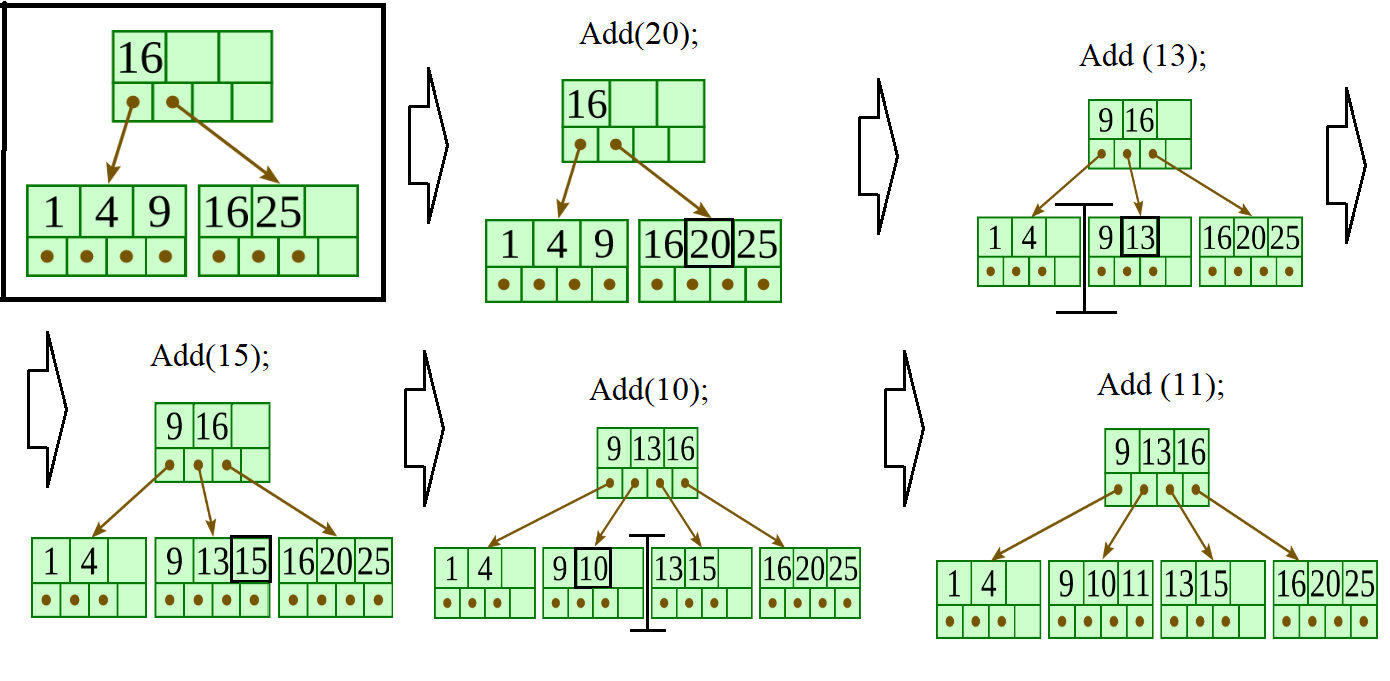 16
1 4 9 16 25
Add(20);
16
1 4 9 16 20 25
Add (13);
9 16
1 4 9 13 16 20 25
Add(15);
9 16
1 4 9 13 15 16 20 25
Add(10);
9 13 16
1 4 9 10 13 15 16 20 25
Add (11);
9 13 16
1 4 9 10 11 13 15 16 20 25